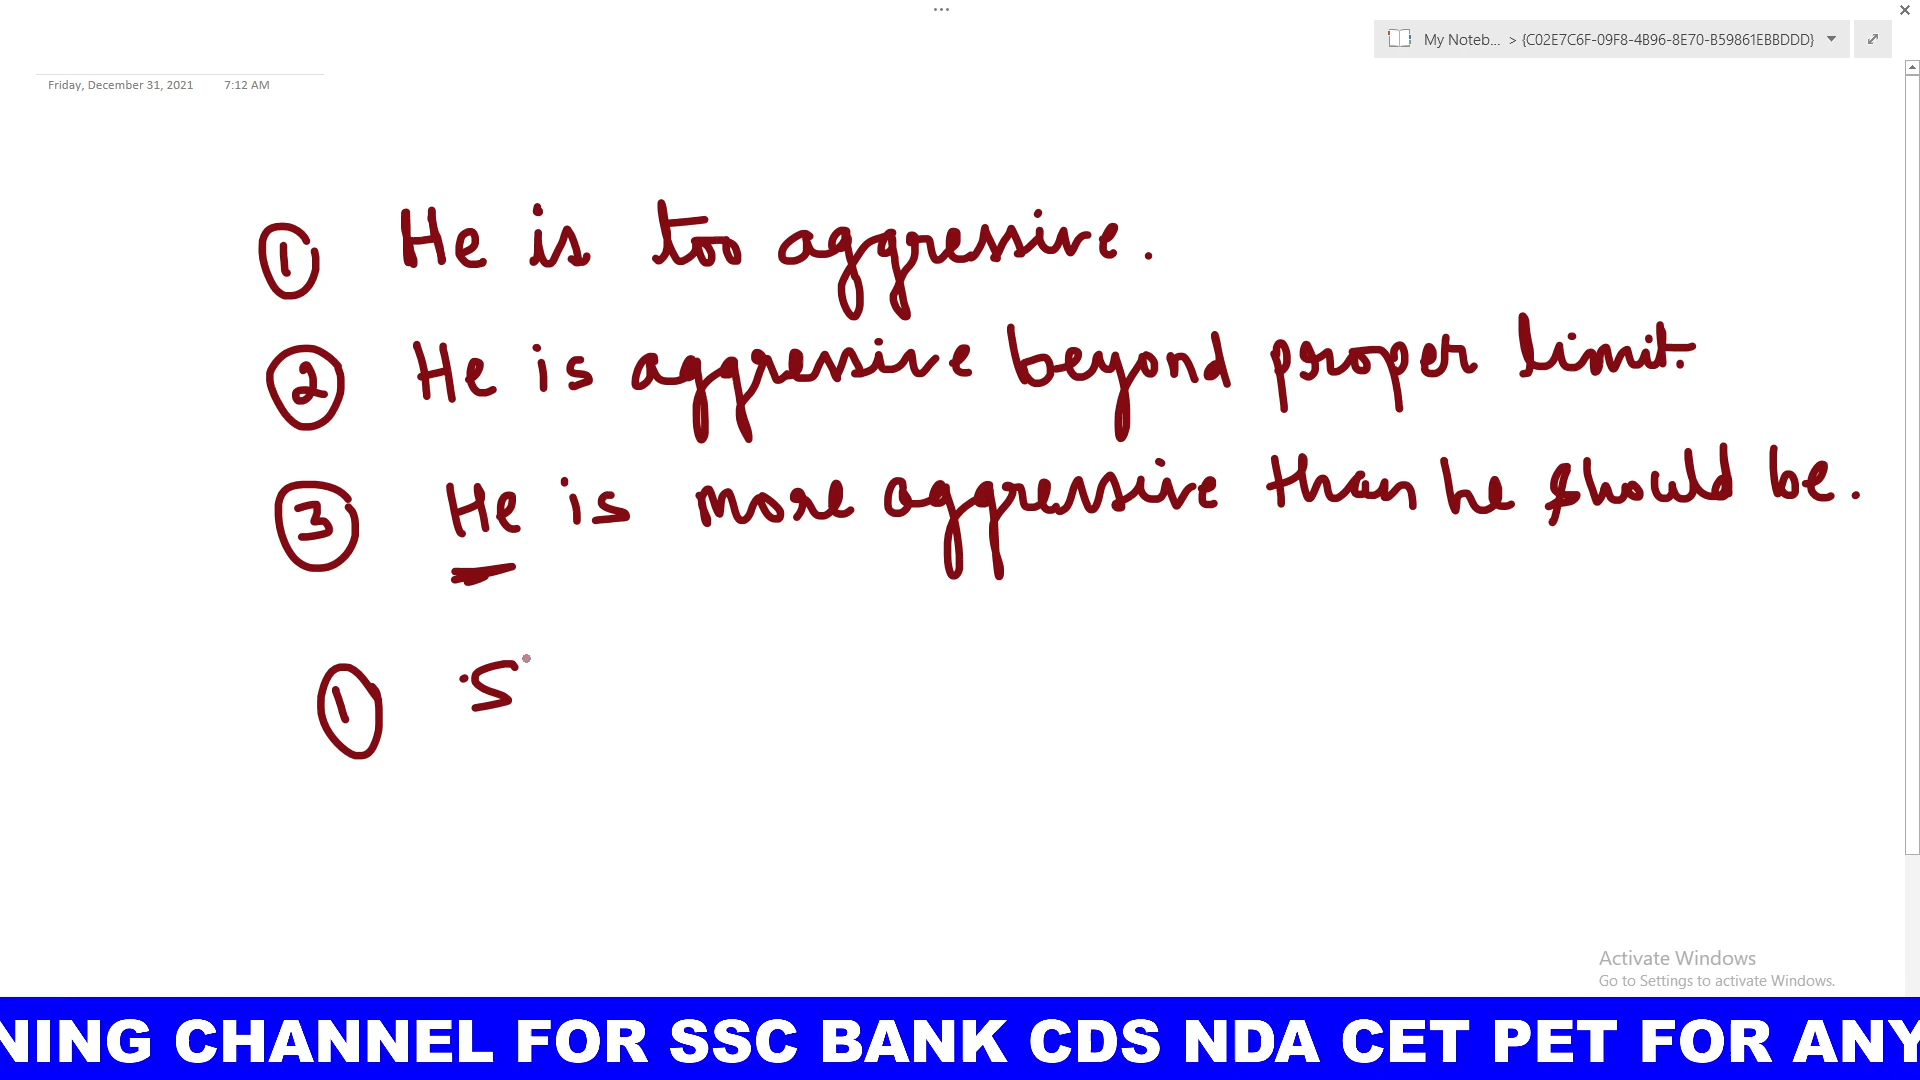 ...
My Noteb... > {C02E7C6F-09F8-4B96-8E70-B59861EBBDDD}
Friday, December 31, 2021 7:12 AM
① He is too aggressive.
② He is aggressive beyond proper limit.
③ He is more aggressive than he should be.
① S
Activate Windows
Go to Settings to activate Windows.
NING CHANNEL FOR SSC BANK CDS NDA CET PET FOR ANY